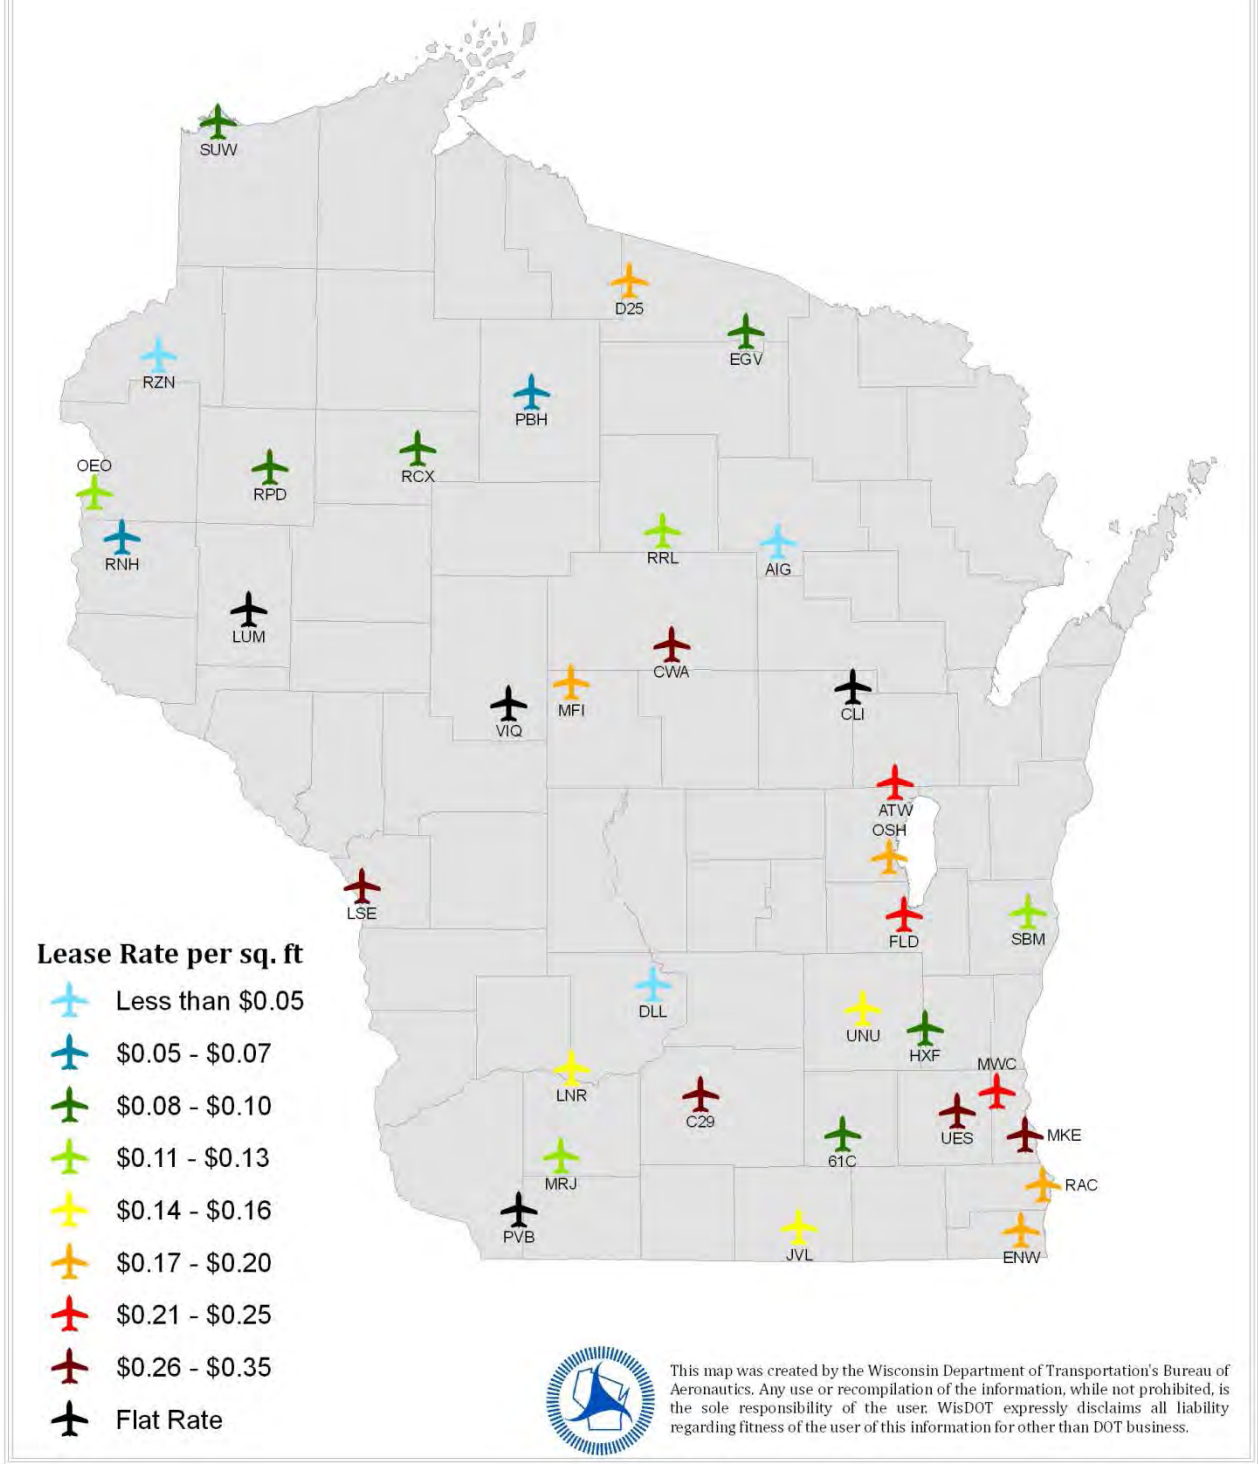 SUW
D25
EGV
RZN
PBH
OEO
RCX
RPD
RRL
RNH
AIG
LUM
CWA
MFI
CLI
VIQ
ATW
OSH
LSE
FLD
SBM
DLL
UNU
HXF
MWC
LNR
C29
UES
MKE
61C
MRJ
RAC
PVB
JVL
ENW
Lease Rate per sq. ft
Less than $0.05
$0.05 - $0.07
$0.08 - $0.10
$0.11 - $0.13
$0.14 - $0.16
$0.17 - $0.20
$0.21 - $0.25
$0.26 - $0.35
Flat Rate
This map was created by the Wisconsin Department of Transportation's Bureau of
Aeronautics. Any use or recompilation of the information, while not prohibited, is
the sole responsibility of the user. WisDOT expressly disclaims all liability
regarding fitness of the user of this information for other than DOT business.